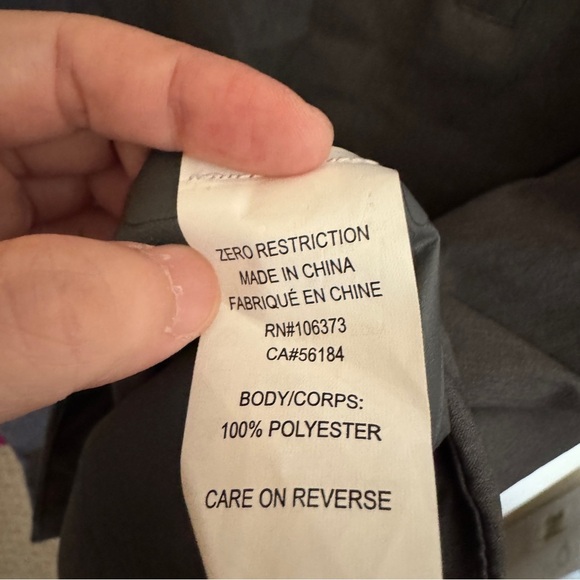 ZERO RESTRICTION
MADE IN CHINA
FABRIQUÉ EN CHINE
RN#106373
CA#56184
BODY/CORPS:
100% POLYESTER
CARE ON REVERSE